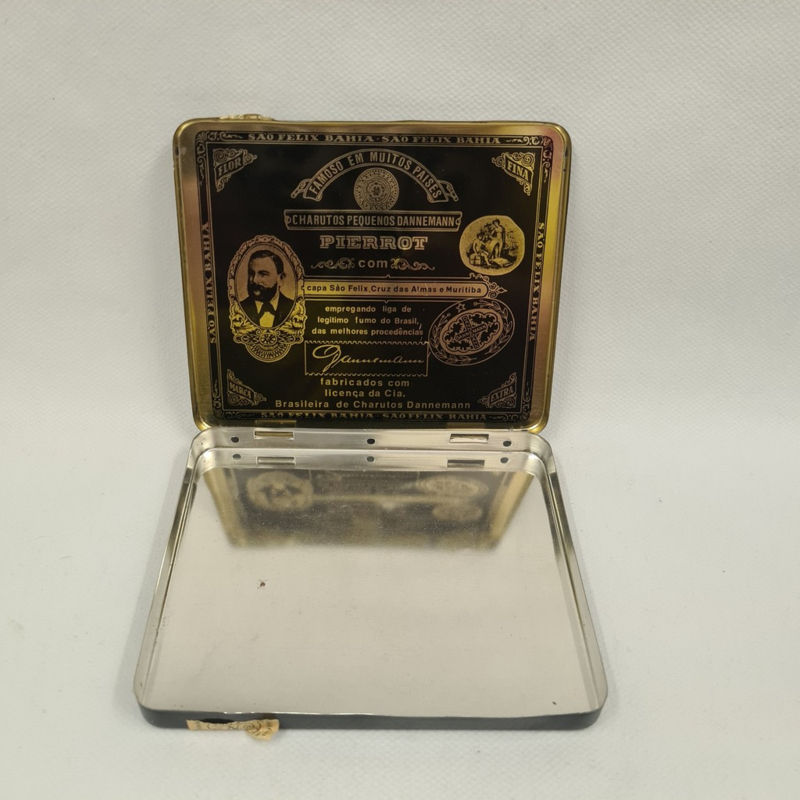 SÃO FELIX BAHIA - SÃO FELIX BAHIA
FLOR
FAMOSO EM MUITOS PAISES
FINA
CHARUTOS PEQUENOS DANNEMANN
PIERROT
com
capa São Felix, Cruz das Almas e Muritiba
empregando liga de
legitimo fumo do Brasil,
das melhores procedências
Dannemann
fabricados com
licença da Cia.
Brasileira de Charutos Dannemann
MARCA
EXTRA
SÃO FELIX BAHIA
SÃO FELIX BAHIA
SÃO FELIX BAHIA - SÃO FELIX BAHIA